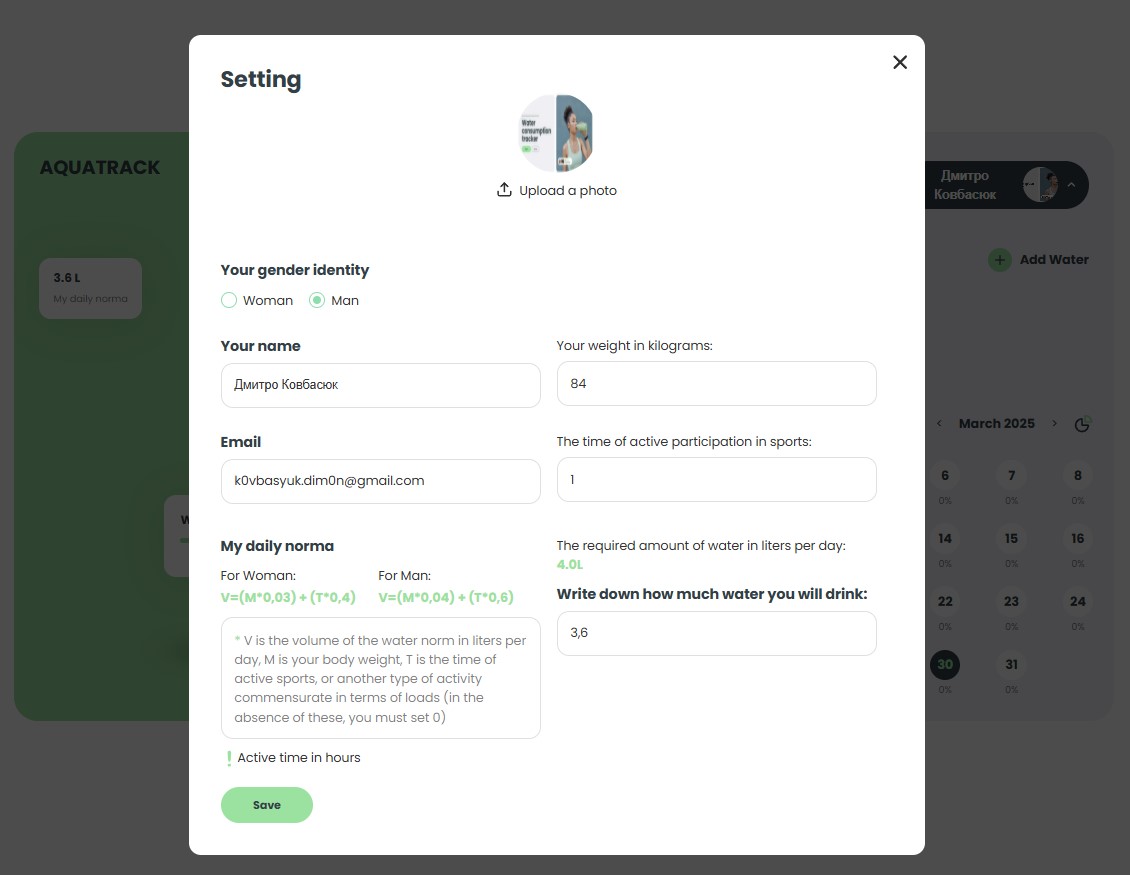 Setting
Water
consumption
tracker
Upload a photo
AQUATRACK
Дмитро
Ковбасюк
3.6 L
My daily norma
Add Water
Your gender identity
Woman
Man
Your name
Дмитро Ковбасюк
Your weight in kilograms:
84
Email
k0vbasyuk.dim0n@gmail.com
The time of active participation in sports:
1
My daily norma
For Woman:
V=(M*0,03) + (T*0,4)
For Man:
V=(M*0,04) + (T*0,6)
* V is the volume of the water norm in liters per
day, M is your body weight, T is the time of
active sports, or another type of activity
commensurate in terms of loads (in the
absence of these, you must set 0)
! Active time in hours
The required amount of water in liters per day:
4.0L
Write down how much water you will drink:
3,6
Save
March 2025
6 7 8
0% 0% 0%
14 15 16
0% 0% 0%
22 23 24
0% 0% 0%
30 31
0% 0%